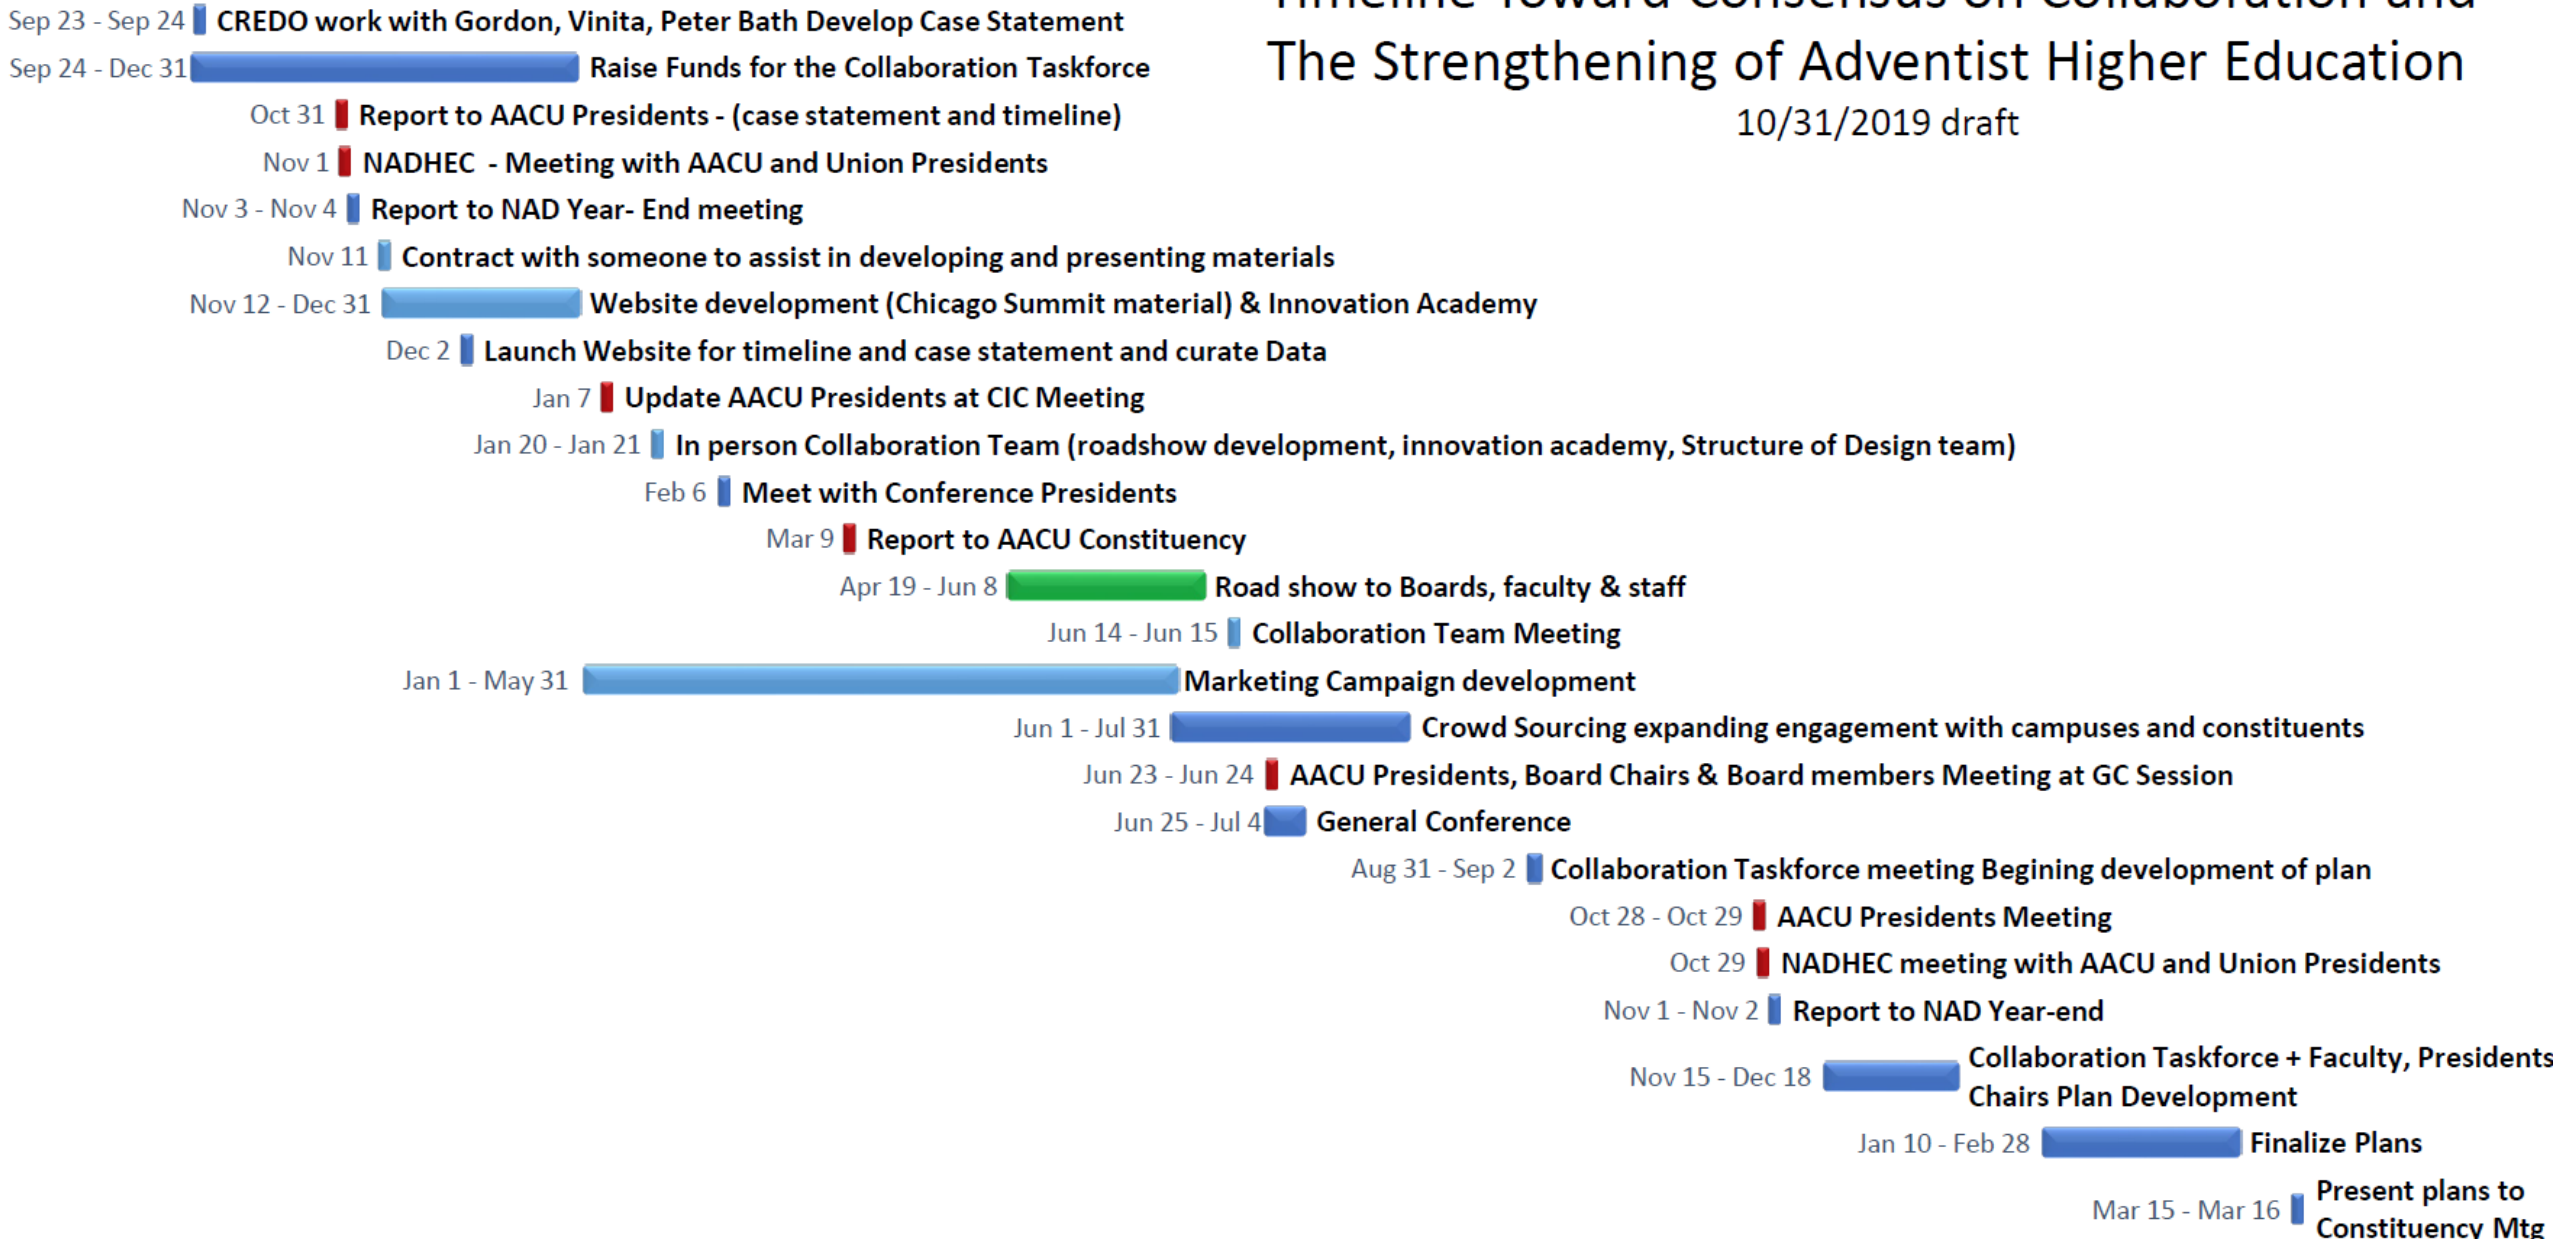 Timeline Toward Consensus on Collaboration and
The Strengthening of Adventist Higher Education
10/31/2019 draft
Sep 23 - Sep 24 CREDO work with Gordon, Vinita, Peter Bath Develop Case Statement
Sep 24 - Dec 31 Raise Funds for the Collaboration Taskforce
Oct 31 Report to AACU Presidents - (case statement and timeline)
Nov 1 NADHEC - Meeting with AACU and Union Presidents
Nov 3 - Nov 4 Report to NAD Year- End meeting
Nov 11 Contract with someone to assist in developing and presenting materials
Nov 12 - Dec 31 Website development (Chicago Summit material) & Innovation Academy
Dec 2 Launch Website for timeline and case statement and curate Data
Jan 7 Update AACU Presidents at CIC Meeting
Jan 20 - Jan 21 In person Collaboration Team (roadshow development, innovation academy, Structure of Design team)
Feb 6 Meet with Conference Presidents
Mar 9 Report to AACU Constituency
Apr 19 - Jun 8 Road show to Boards, faculty & staff
Jun 14 - Jun 15 Collaboration Team Meeting
Jan 1 - May 31 Marketing Campaign development
Jun 1 - Jul 31 Crowd Sourcing expanding engagement with campuses and constituents
Jun 23 - Jun 24 AACU Presidents, Board Chairs & Board members Meeting at GC Session
Jun 25 - Jul 4 General Conference
Aug 31 - Sep 2 Collaboration Taskforce meeting Begining development of plan
Oct 28 - Oct 29 AACU Presidents Meeting
Oct 29 NADHEC meeting with AACU and Union Presidents
Nov 1 - Nov 2 Report to NAD Year-end
Nov 15 - Dec 18 Collaboration Taskforce + Faculty, Presidents
Chairs Plan Development
Jan 10 - Feb 28 Finalize Plans
Mar 15 - Mar 16 Present plans to
Constituency Mtg